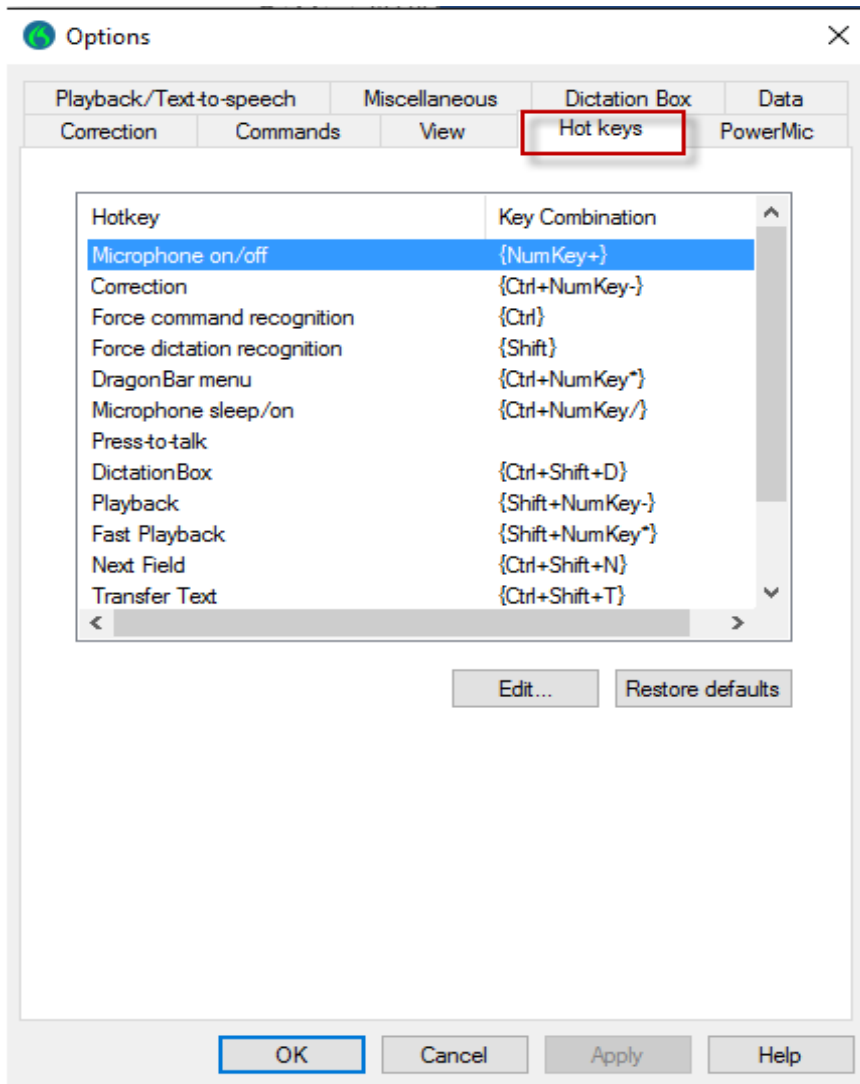 Options
Playback/Text-to-speech Miscellaneous Dictation Box Data
Correction Commands View Hot keys PowerMic
Hotkey Key Combination
Microphone on/off {NumKey+}
Correction {Ctrl+NumKey-}
Force command recognition {Ctrl}
Force dictation recognition {Shift}
DragonBar menu {Ctrl+NumKey*}
Microphone sleep/on {Ctrl+NumKey/}
Press-to-talk
DictationBox {Ctrl+Shift+D}
Playback {Shift+NumKey-}
Fast Playback {Shift+NumKey*}
Next Field {Ctrl+Shift+N}
Transfer Text {Ctrl+Shift+T}
Edit... Restore defaults
OK Cancel Apply Help